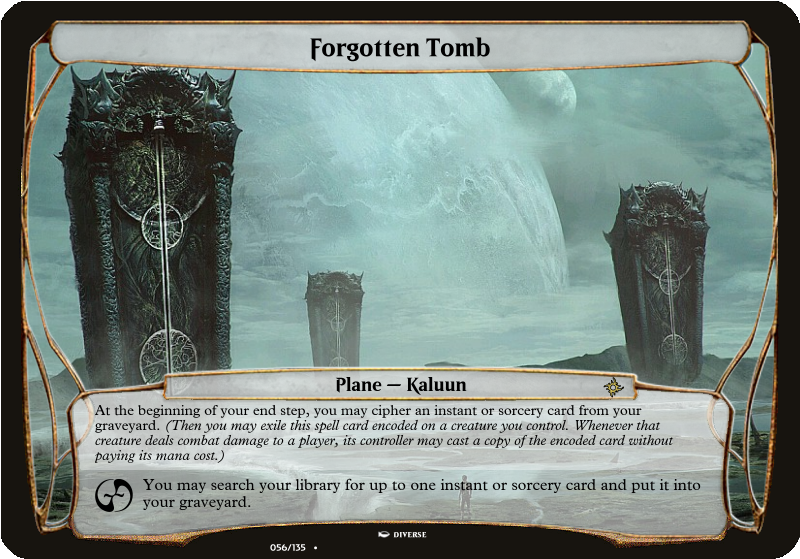 Forgotten Tomb
Plane — Kaluun
At the beginning of your end step, you may cipher an instant or sorcery card from your
graveyard. (Then you may exile this spell card encoded on a creature you control. Whenever that
creature deals combat damage to a player, its controller may cast a copy of the encoded card without
paying its mana cost.)
You may search your library for up to one instant or sorcery card and put it into
your graveyard.
DIVERSE
056/135 •